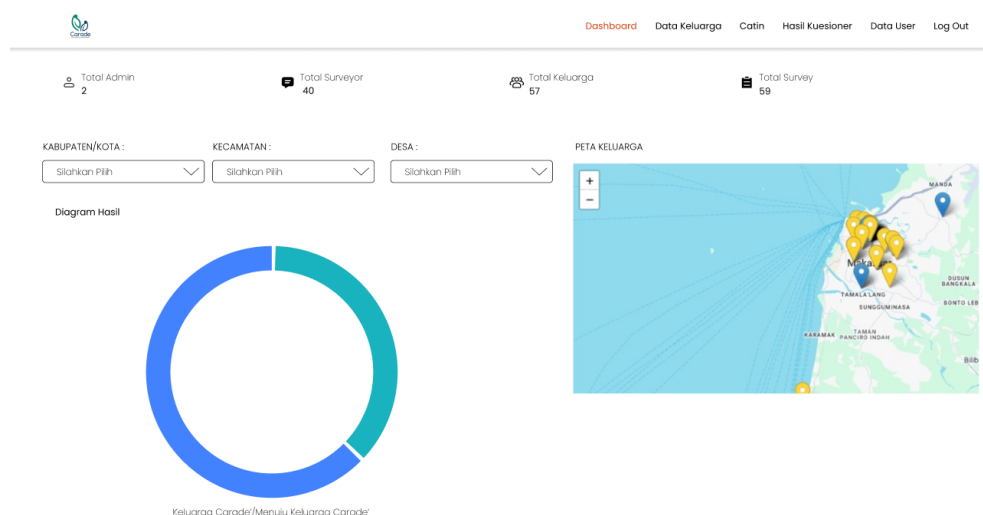 Carade
Dashboard Data Keluarga Catin Hasil Kuesioner Data User Log Out
Total Admin
2
Total Surveyor
40
Total Keluarga
57
Total Survey
59
KABUPATEN/KOTA :
Silahkan Pilih
KECAMATAN :
Silahkan Pilih
DESA :
Silahkan Pilih
PETA KELUARGA
Diagram Hasil
+
−
MANDA
DUSUN
BANGKALA
TAMALA'LANG
BONTO LEB
SUNGGUMINASA
KARAMAK
TAMAN
PANCIRO INDAH
Bilib
Keluarga Carade'/Menuju Keluarga Carade'